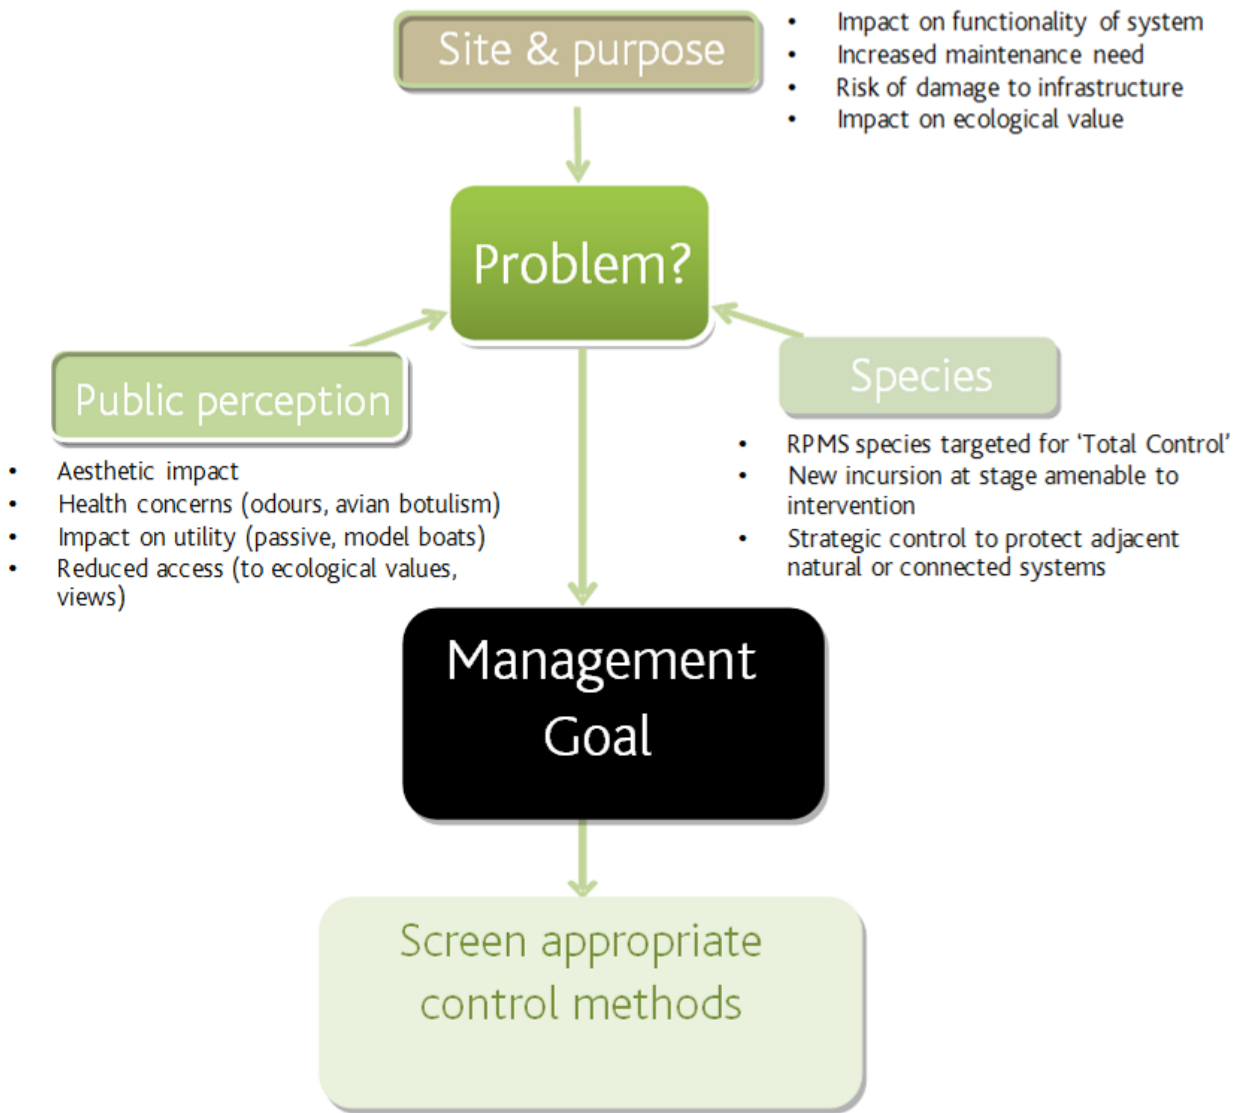 Site & purpose
• Impact on functionality of system
• Increased maintenance need
• Risk of damage to infrastructure
• Impact on ecological value
Problem?
Public perception
• Aesthetic impact
• Health concerns (odours, avian botulism)
• Impact on utility (passive, model boats)
• Reduced access (to ecological values,
views)
Species
• RPMS species targeted for ‘Total Control’
• New incursion at stage amenable to
intervention
• Strategic control to protect adjacent
natural or connected systems
Management
Goal
Screen appropriate
control methods